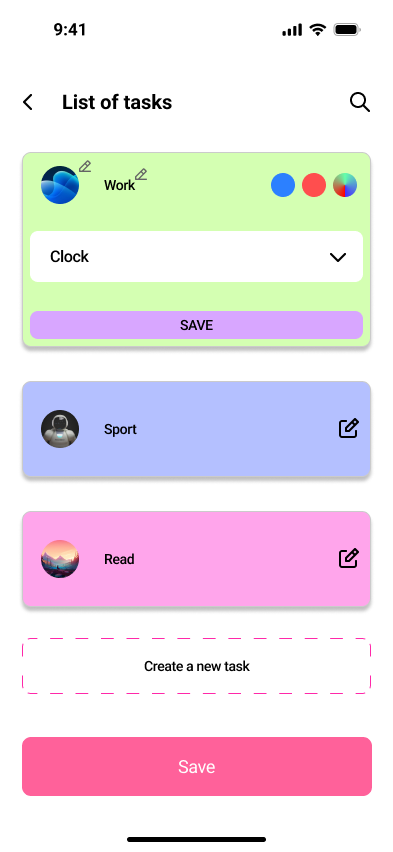 9:41
List of tasks
Work
Clock
SAVE
Sport
Read
Create a new task
Save